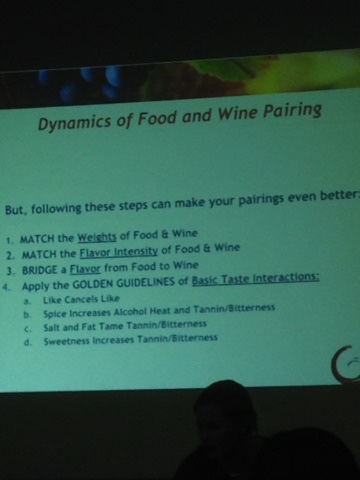 Dynamics of Food and Wine Pairing
But, following these steps can make your pairings even better:
1. MATCH the Weights of Food & Wine
2. MATCH the Flavor Intensity of Food & Wine
3. BRIDGE a Flavor from Food to Wine
4. Apply the GOLDEN GUIDELINES of Basic Taste Interactions:
a. Like Cancels Like
b. Spice Increases Alcohol Heat and Tannin/Bitterness
c. Salt and Fat Tame Tannin/Bitterness
d. Sweetness Increases Tannin/Bitterness